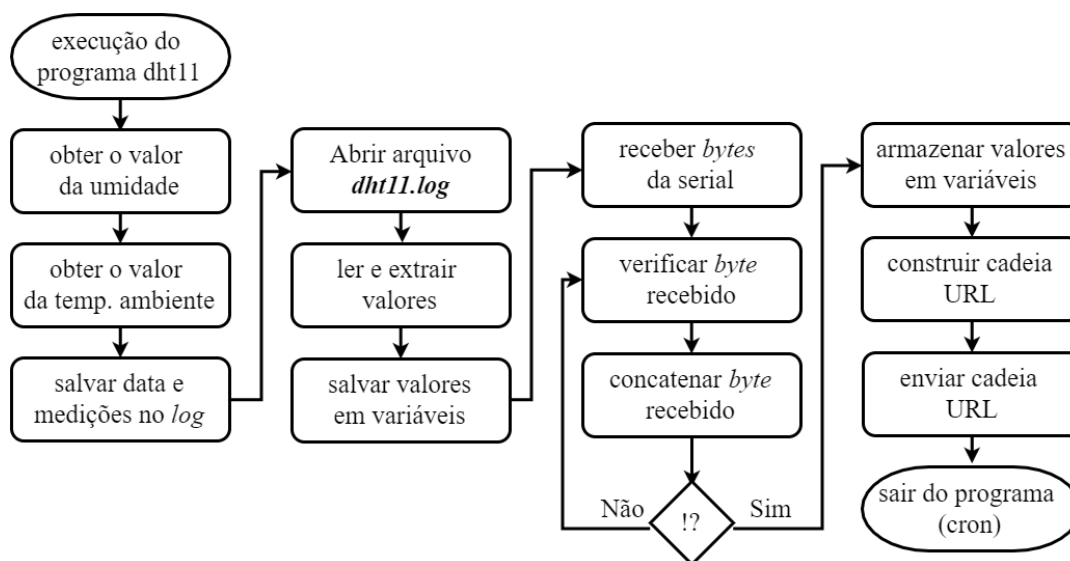 execução do
programa dht11
obter o valor
da umidade
obter o valor
da temp. ambiente
salvar data e
medições no log
Abrir arquivo
dht11.log
ler e extrair
valores
salvar valores
em variáveis
receber bytes
da serial
verificar byte
recebido
concatenar byte
recebido
Não
!?
Sim
armazenar valores
em variáveis
construir cadeia
URL
enviar cadeia
URL
sair do programa
(cron)